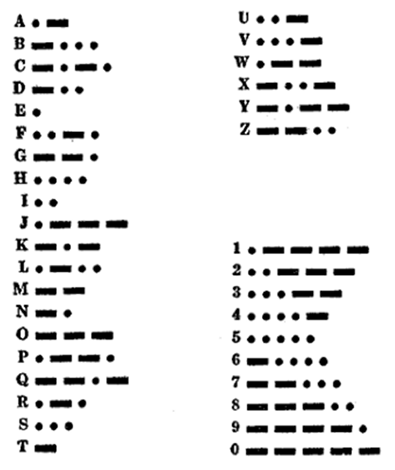 A • —
B — • • •
C — • — •
D — • •
E •
F • • — •
G — — •
H • • • •
I • •
J • — — —
K — • —
L • — • •
M — —
N — •
O — — —
P • — — •
Q — — • —
R • — •
S • • •
T —
U • • —
V • • • —
W • — —
X — • • —
Y — • — —
Z — — • •
1 • — — — —
2 • • — — —
3 • • • — —
4 • • • • —
5 • • • • •
6 — • • • •
7 — — • • •
8 — — — • •
9 — — — — •
0 — — — — —